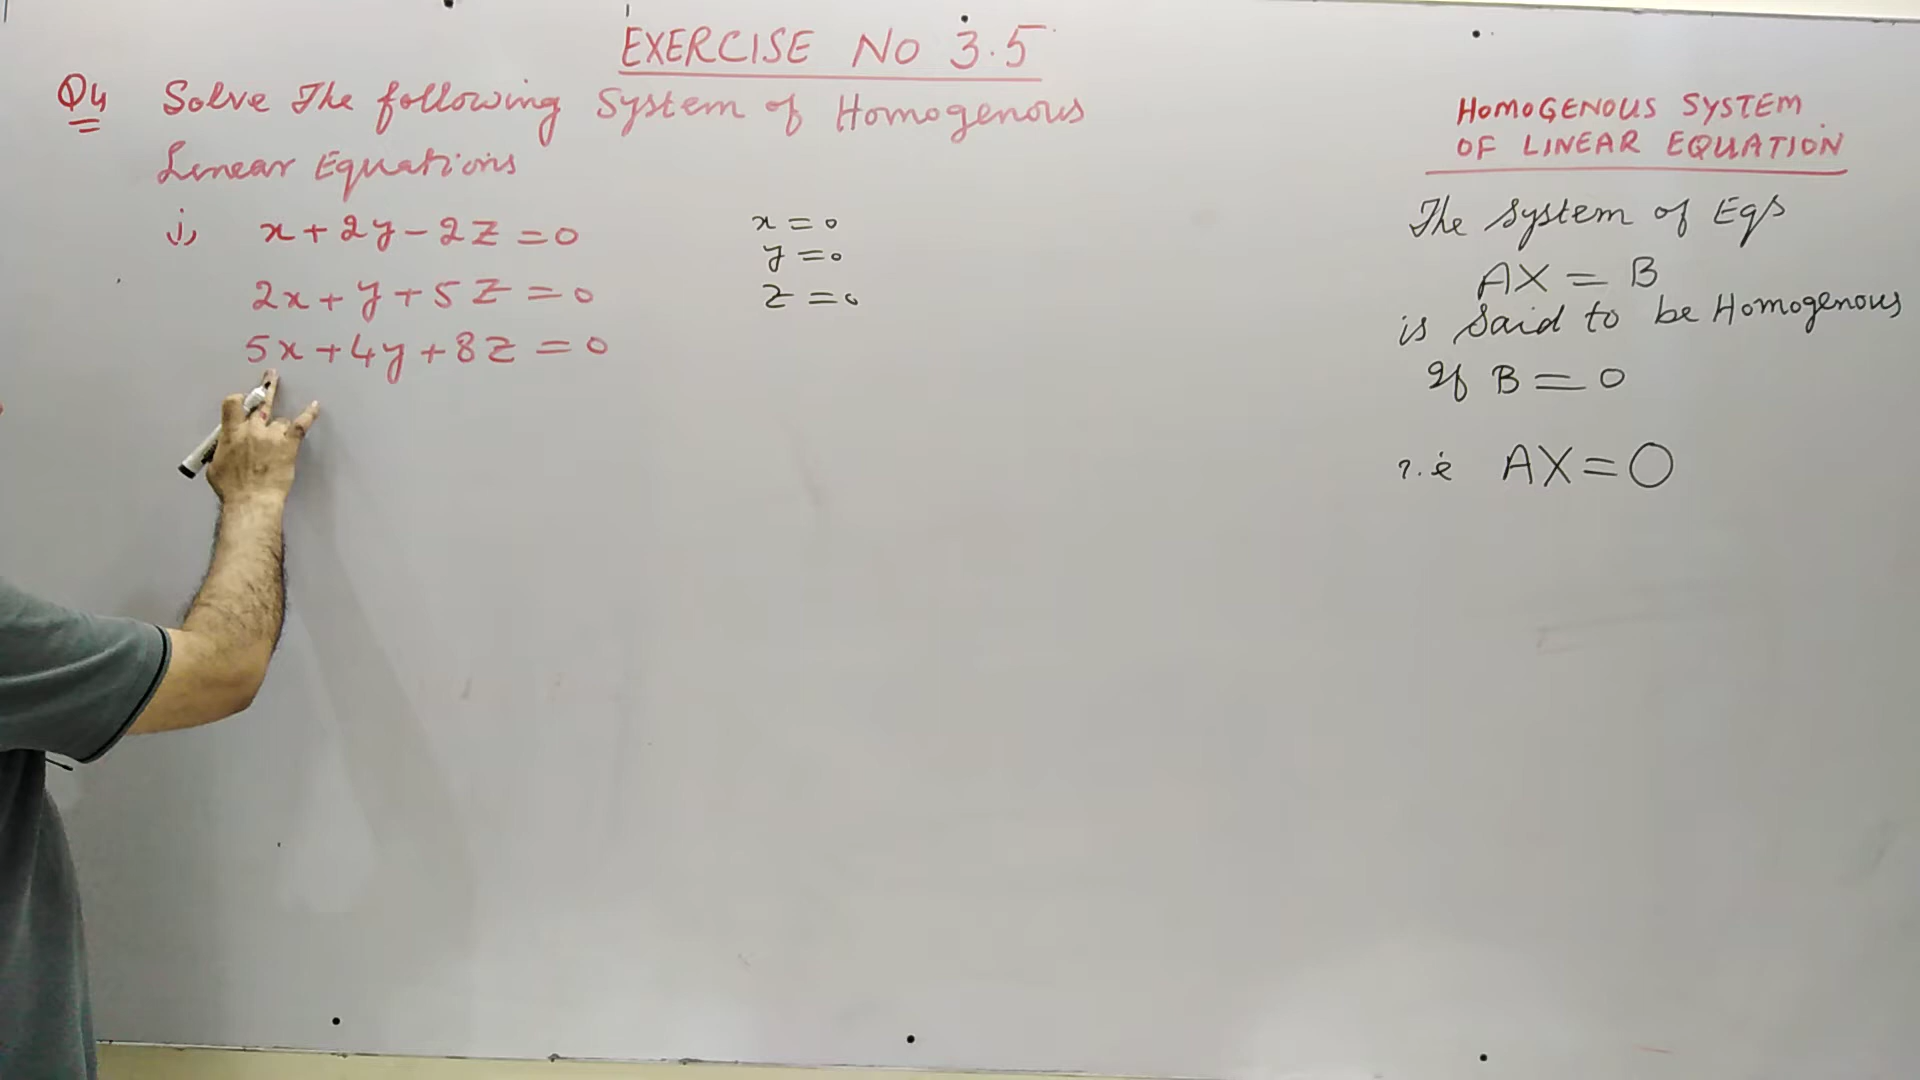 EXERCISE NO 3.5
Q4 Solve The following System of Homogenous
Linear Equations
i) x+2y-2z=0
2x+y+5z=0
5x+4y+8z=0
x=0
y=0
z=0
HOMOGENOUS SYSTEM
OF LINEAR EQUATION
The System of Eqs
AX=B
is Said to be Homogenous
If B=0
i.e AX=O